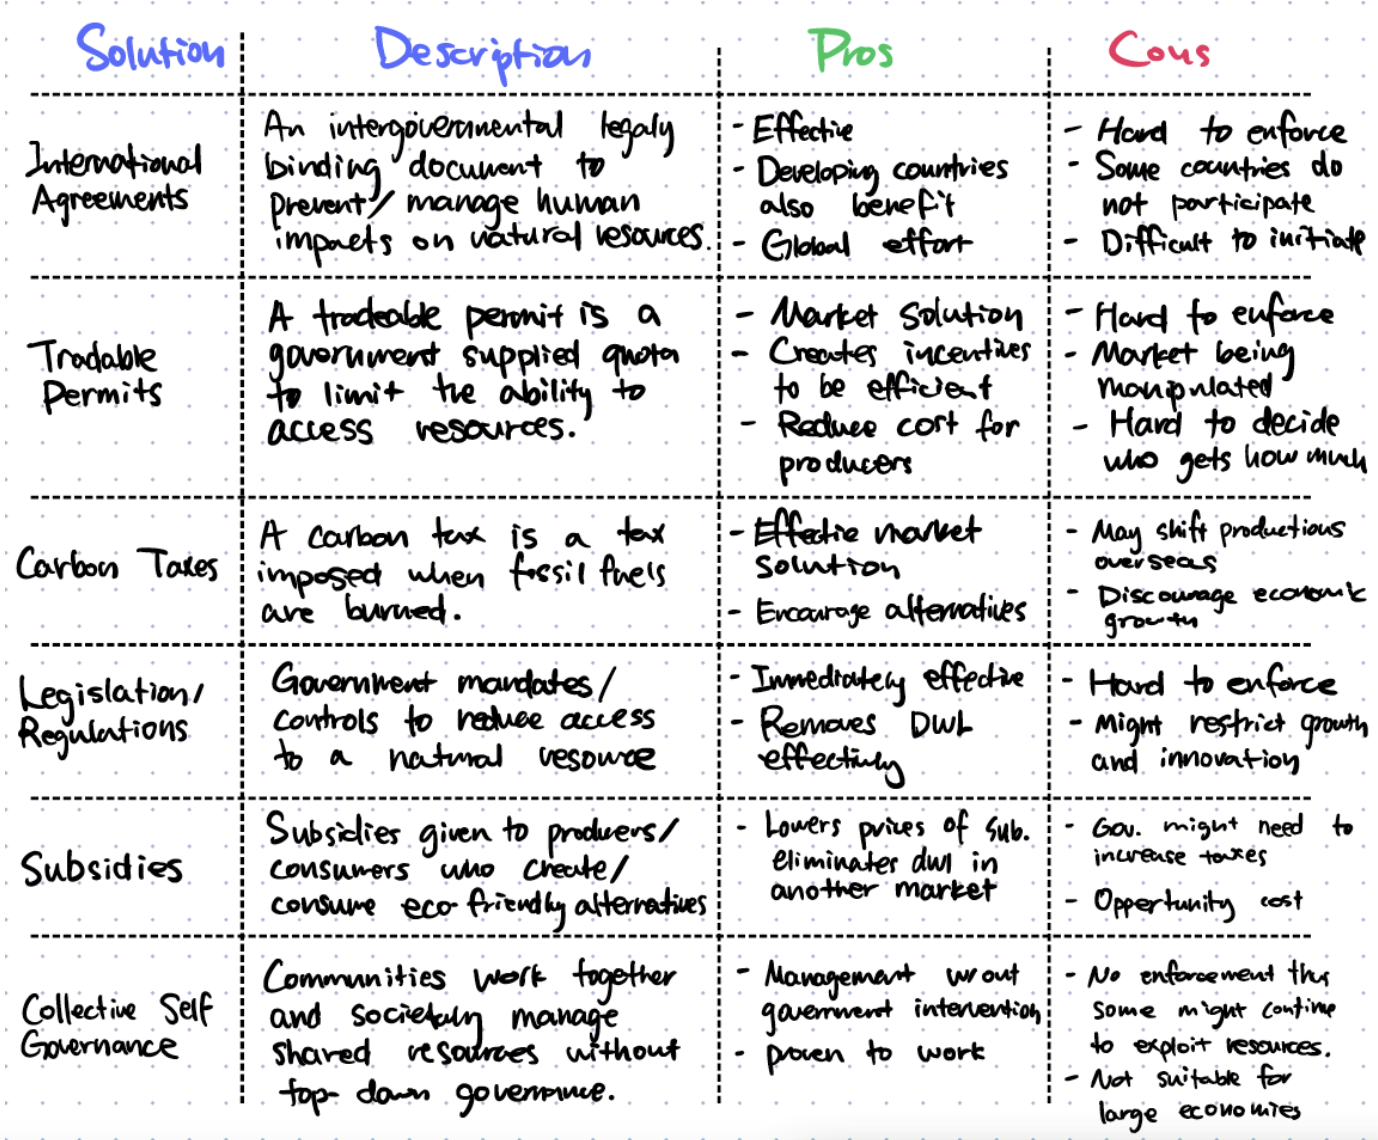 Solution Description Pros Cons
International
Agreements
An intergovernmental legaly
binding document to
prevent/ manage human
impacts on natural resources.
- Effective
- Developing countries
also benefit
- Global effort
- Hard to enforce
- Some countries do
not participate
- Difficult to initiate
Tradable
Permits
A tradeable permit is a
government supplied quota
to limit the ability to
access resources.
- Market Solution
- Creates incentives
to be efficient
- Reduce cost for
producers
- Hard to enforce
- Market being
manipulated
- Hard to decide
who gets how much
Carbon Taxes
A carbon tax is a tax
imposed when fossil fuels
are burned.
- Effectie market
solution
- Encourage alternatives
- May shift productions
overseas
- Discourage economic
growth
Legislation/
Regulations
Government mandates/
controls to reduce access
to a natural resource
- Immediately effective
- Removes DWL
effectivly
- Hard to enforce
- Might restrict growth
and innovation
Subsidies
Subsidies given to producers/
consumers who create/
consume eco-friendly alternatives
- Lowers prices of sub.
eliminates dwl in
another market
- Gov. might need to
increase taxes
- Oppertunity cost
Collective Self
Governance
Communities work together
and societaly manage
shared resources without
top-down governance.
- Management w/out
government intervention
- proven to work
- No enforcement thus
some might contine
to exploit resources.
- Not suitable for
large economies